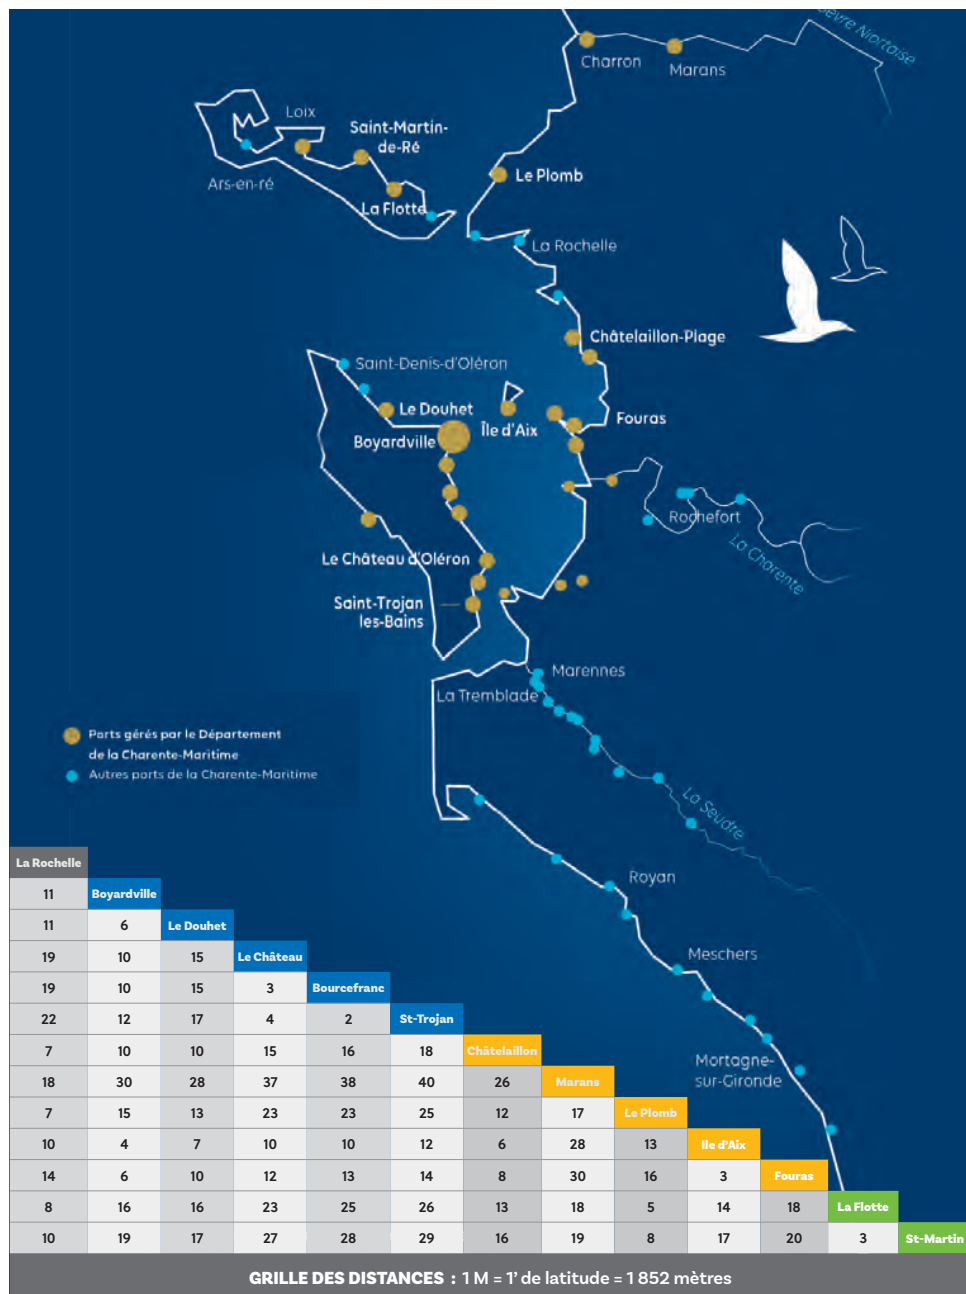 Sèvre Niortaise
Charron
Marans
Loix
Saint-Martin-
de-Ré
Le Plomb
Ars-en-ré
La Flotte
La Rochelle
Châtelaillon-Plage
Saint-Denis-d'Oléron
Le Douhet
Île d'Aix
Fouras
Boyardville
Rochefort
La Charente
Le Château d'Oléron
Saint-Trojan
les-Bains
Marennes
La Tremblade
Ports gérés par le Département
de la Charente-Maritime
Autres ports de la Charente-Maritime
La Seudre
Royan
Meschers
Mortagne-
sur-Gironde
La Rochelle
11 Boyardville
11 6 Le Douhet
19 10 15 Le Château
19 10 15 3 Bourcefranc
22 12 17 4 2 St-Trojan
7 10 10 15 16 18 Châtelaillon
18 30 28 37 38 40 26 Marans
7 15 13 23 23 25 12 17 Le Plomb
10 4 7 10 10 12 6 28 13 Ile d'Aix
14 6 10 12 13 14 8 30 16 3 Fouras
8 16 16 23 25 26 13 18 5 14 18 La Flotte
10 19 17 27 28 29 16 19 8 17 20 3 St-Martin
GRILLE DES DISTANCES : 1 M = 1' de latitude = 1 852 mètres